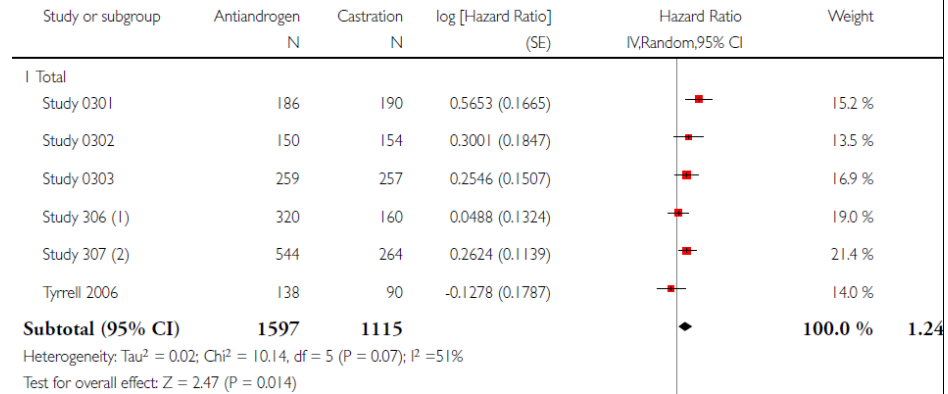 Study or subgroup Antiandrogen Castration log [Hazard Ratio] Hazard Ratio Weight
N N (SE) IV,Random,95% CI
1 Total
Study 0301 186 190 0.5653 (0.1665) 15.2 %
Study 0302 150 154 0.3001 (0.1847) 13.5 %
Study 0303 259 257 0.2546 (0.1507) 16.9 %
Study 306 (1) 320 160 0.0488 (0.1324) 19.0 %
Study 307 (2) 544 264 0.2624 (0.1139) 21.4 %
Tyrrell 2006 138 90 -0.1278 (0.1787) 14.0 %
Subtotal (95% CI) 1597 1115 100.0 % 1.24
Heterogeneity: Tau² = 0.02; Chi² = 10.14, df = 5 (P = 0.07); I² =51%
Test for overall effect: Z = 2.47 (P = 0.014)